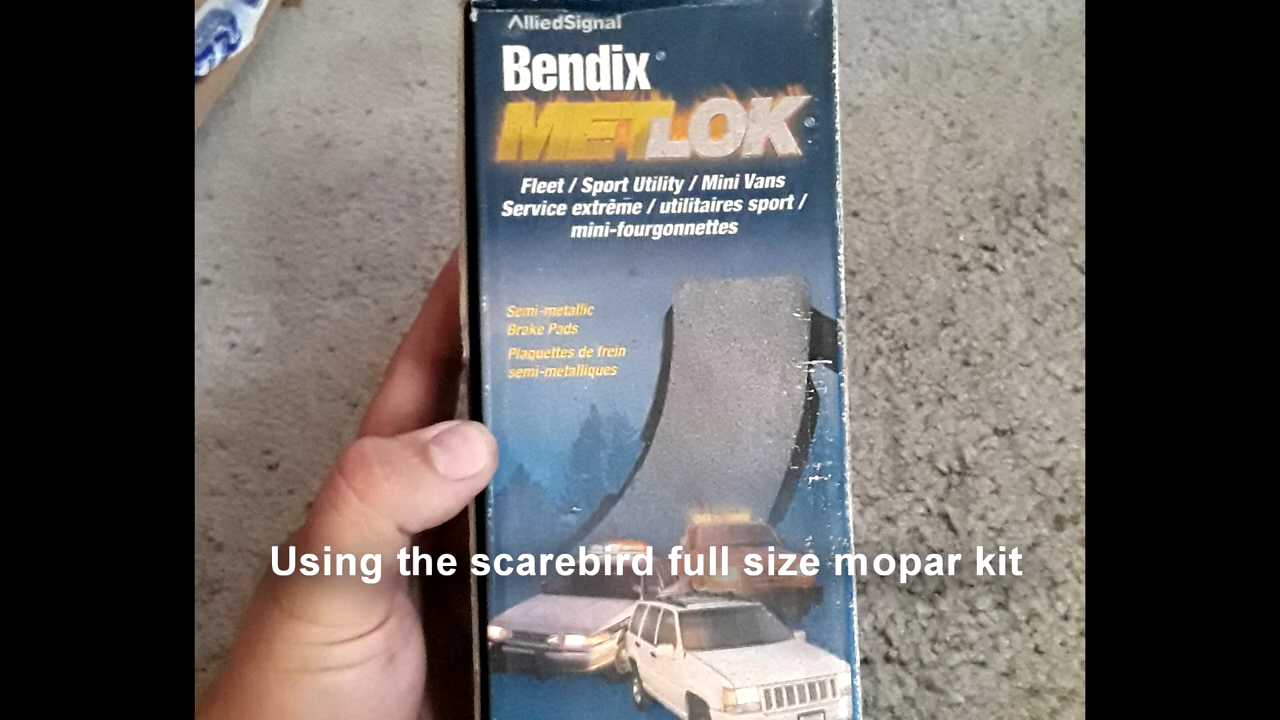 AlliedSignal
Bendix
METLOK
Fleet / Sport Utility / Mini Vans
Service extrême / utilitaires sport /
mini-fourgonnettes
Semi-metallic
Brake Pads
Plaquettes de frein
semi-metalliques
Using the scarebird full size mopar kit